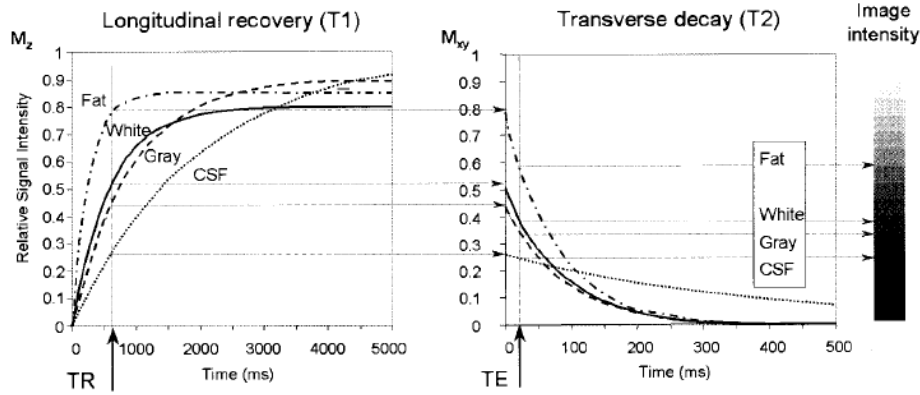 Longitudinal recovery (T1)
Mz
Relative Signal Intensity
1
0.9
0.8
0.7
0.6
0.5
0.4
0.3
0.2
0.1
0
Fat
White
Gray
CSF
0 1000 2000 3000 4000 5000
Time (ms)
TR
Transverse decay (T2)
Mxy
1
0.9
0.8
0.7
0.6
0.5
0.4
0.3
0.2
0.1
0
Fat
White
Gray
CSF
0 100 200 300 400 500
Time (ms)
TE
Image
intensity